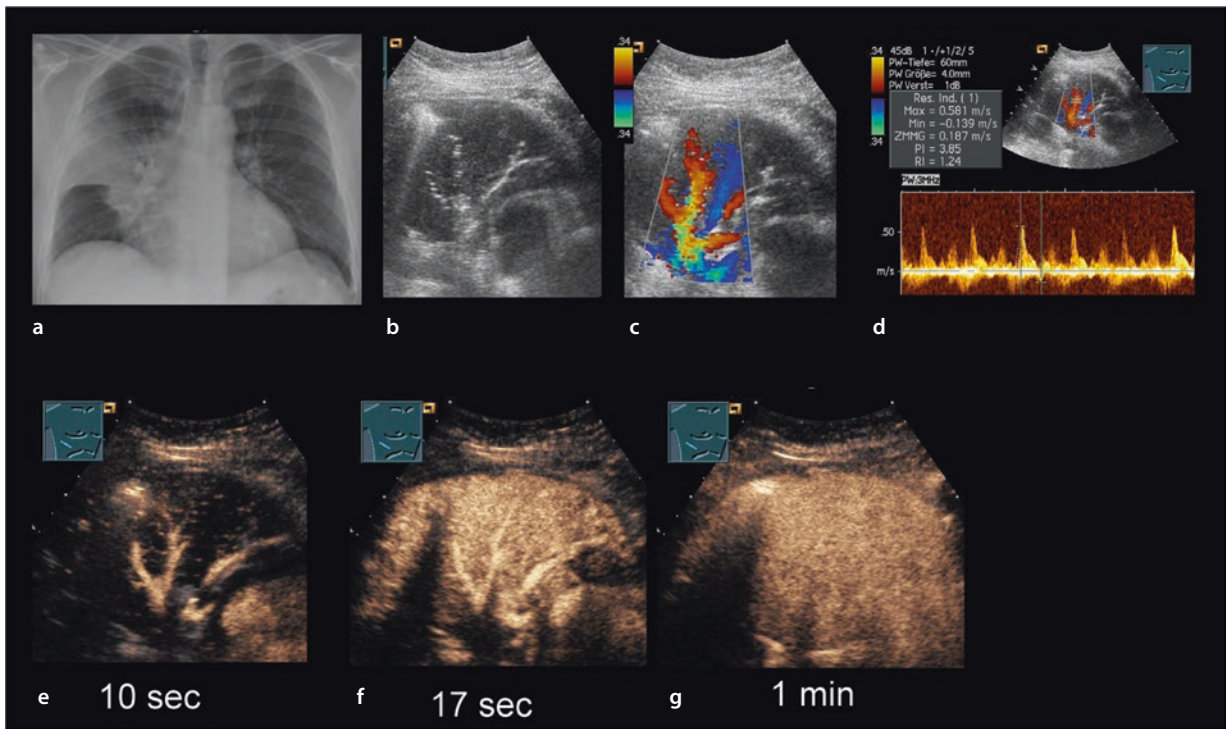 a
b
.34
.34
c
.34 45dB 1 -/+1/2/ 5
PW-Tiefe= 60mm
PW Größe= 4.0mm
PW Verst= 1dB
.34
Res. Ind. ( 1 )
Max = 0.581 m/s
Min = -0.139 m/s
ZMMG = 0.187 m/s
PI = 3.85
RI = 1.24
PW:3MHz
.50
m/s
d
e 10 sec
f 17 sec
g 1 min